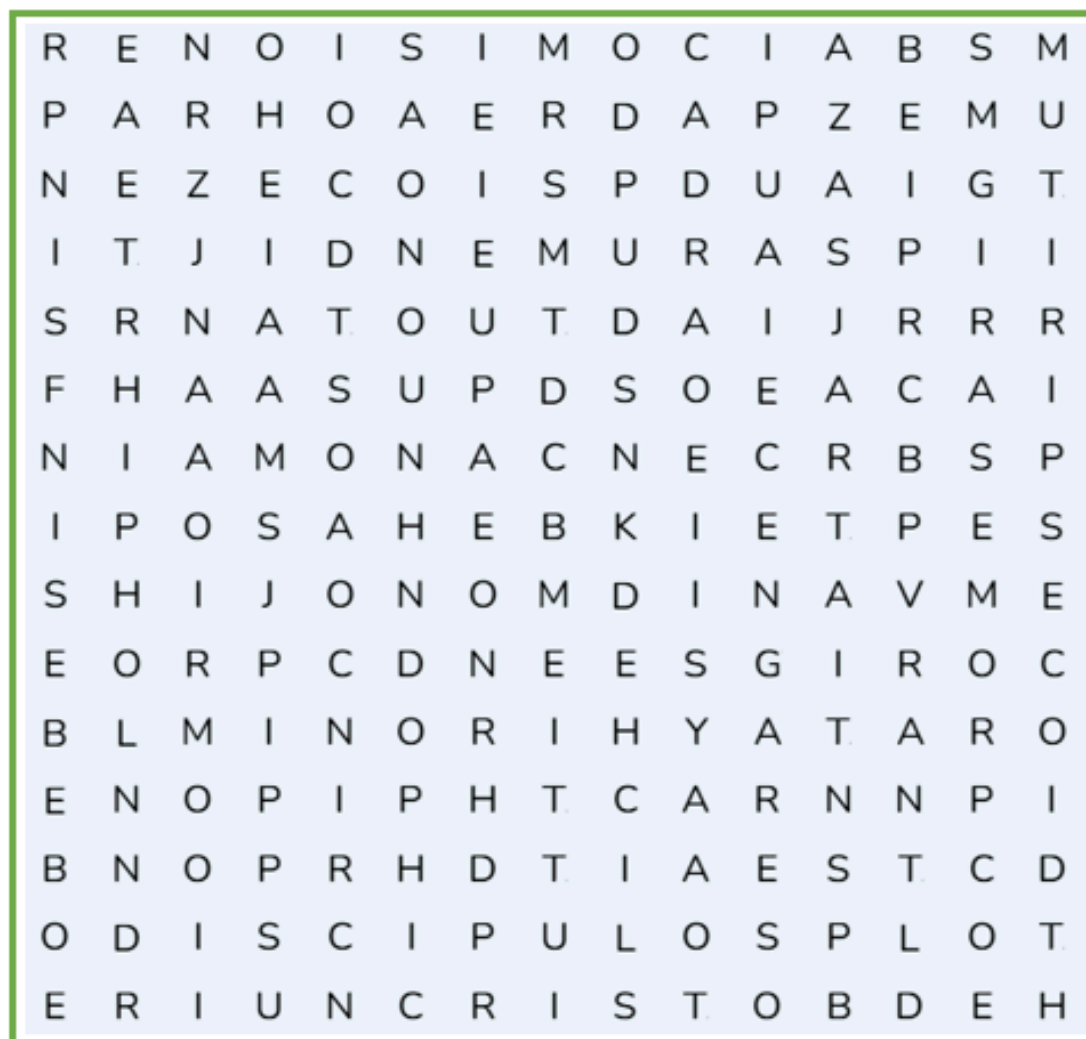 R E N O I S I M O C I A B S M
P A R H O A E R D A P Z E M U
N E Z E C O I S P D U A I G T
I T J I D N E M U R A S P I I
S R N A T O U T D A I J R R R
F H A A S U P D S O E A C A I
N I A M O N A C N E C R B S P
I P O S A H E B K I E T P E S
S H I J O N O M D I N A V M E
E O R P C D N E E S G I R O C
B L M I N O R I H Y A T A R O
E N O P I P H T C A R N N P I
B N O P R H D T I A E S T C D
O D I S C I P U L O S P L O T
E R I U N C R I S T O B D E H